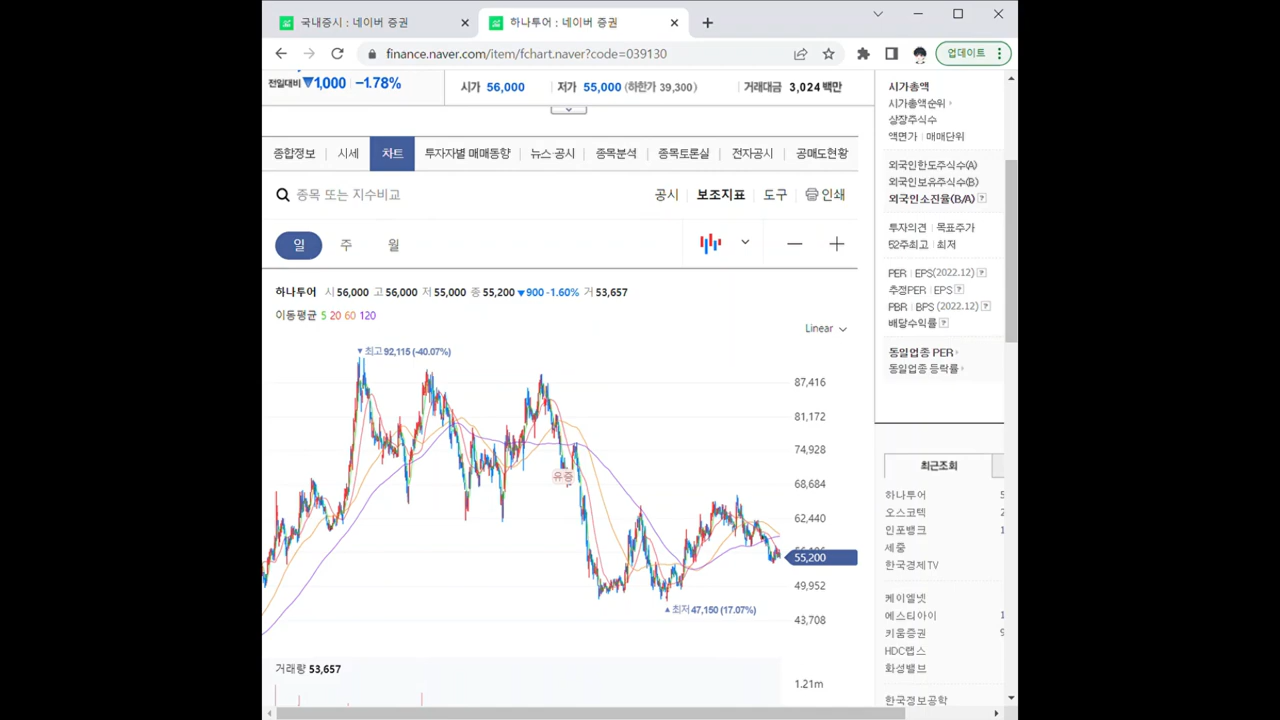 국내증시 : 네이버 증권
하나투어 : 네이버 증권
finance.naver.com/item/fchart.naver?code=039130
업데이트
전일대비 ▼1,000 −1.78%
시가 56,000
저가 55,000 (하한가 39,300)
거래대금 3,024 백만
종합정보
시세
차트
투자자별 매매동향
뉴스·공시
종목분석
종목토론실
전자공시
공매도현황
종목 또는 지수비교
공시
보조지표
도구
인쇄
일
주
월
하나투어 시 56,000 고 56,000 저 55,000 종 55,200 ▼900 -1.60% 거 53,657
이동평균 5 20 60 120
Linear
▼최고 92,115 (-40.07%)
87,416
81,172
74,928
유증
68,684
62,440
55,200
49,952
▲최저 47,150 (17.07%)
43,708
거래량 53,657
1.21m
시가총액
시가총액순위
상장주식수
액면가 | 매매단위
외국인한도주식수(A)
외국인보유주식수(B)
외국인소진율(B/A) ?
투자의견 | 목표주가
52주최고 | 최저
PER | EPS(2022.12) ?
추정PER | EPS ?
PBR | BPS (2022.12) ?
배당수익률 ?
동일업종 PER
동일업종 등락률
최근조회
하나투어
오스코텍
인포뱅크
세중
한국경제TV
케이엘넷
에스티아이
키움증권
HDC랩스
화성밸브
한국정보공학